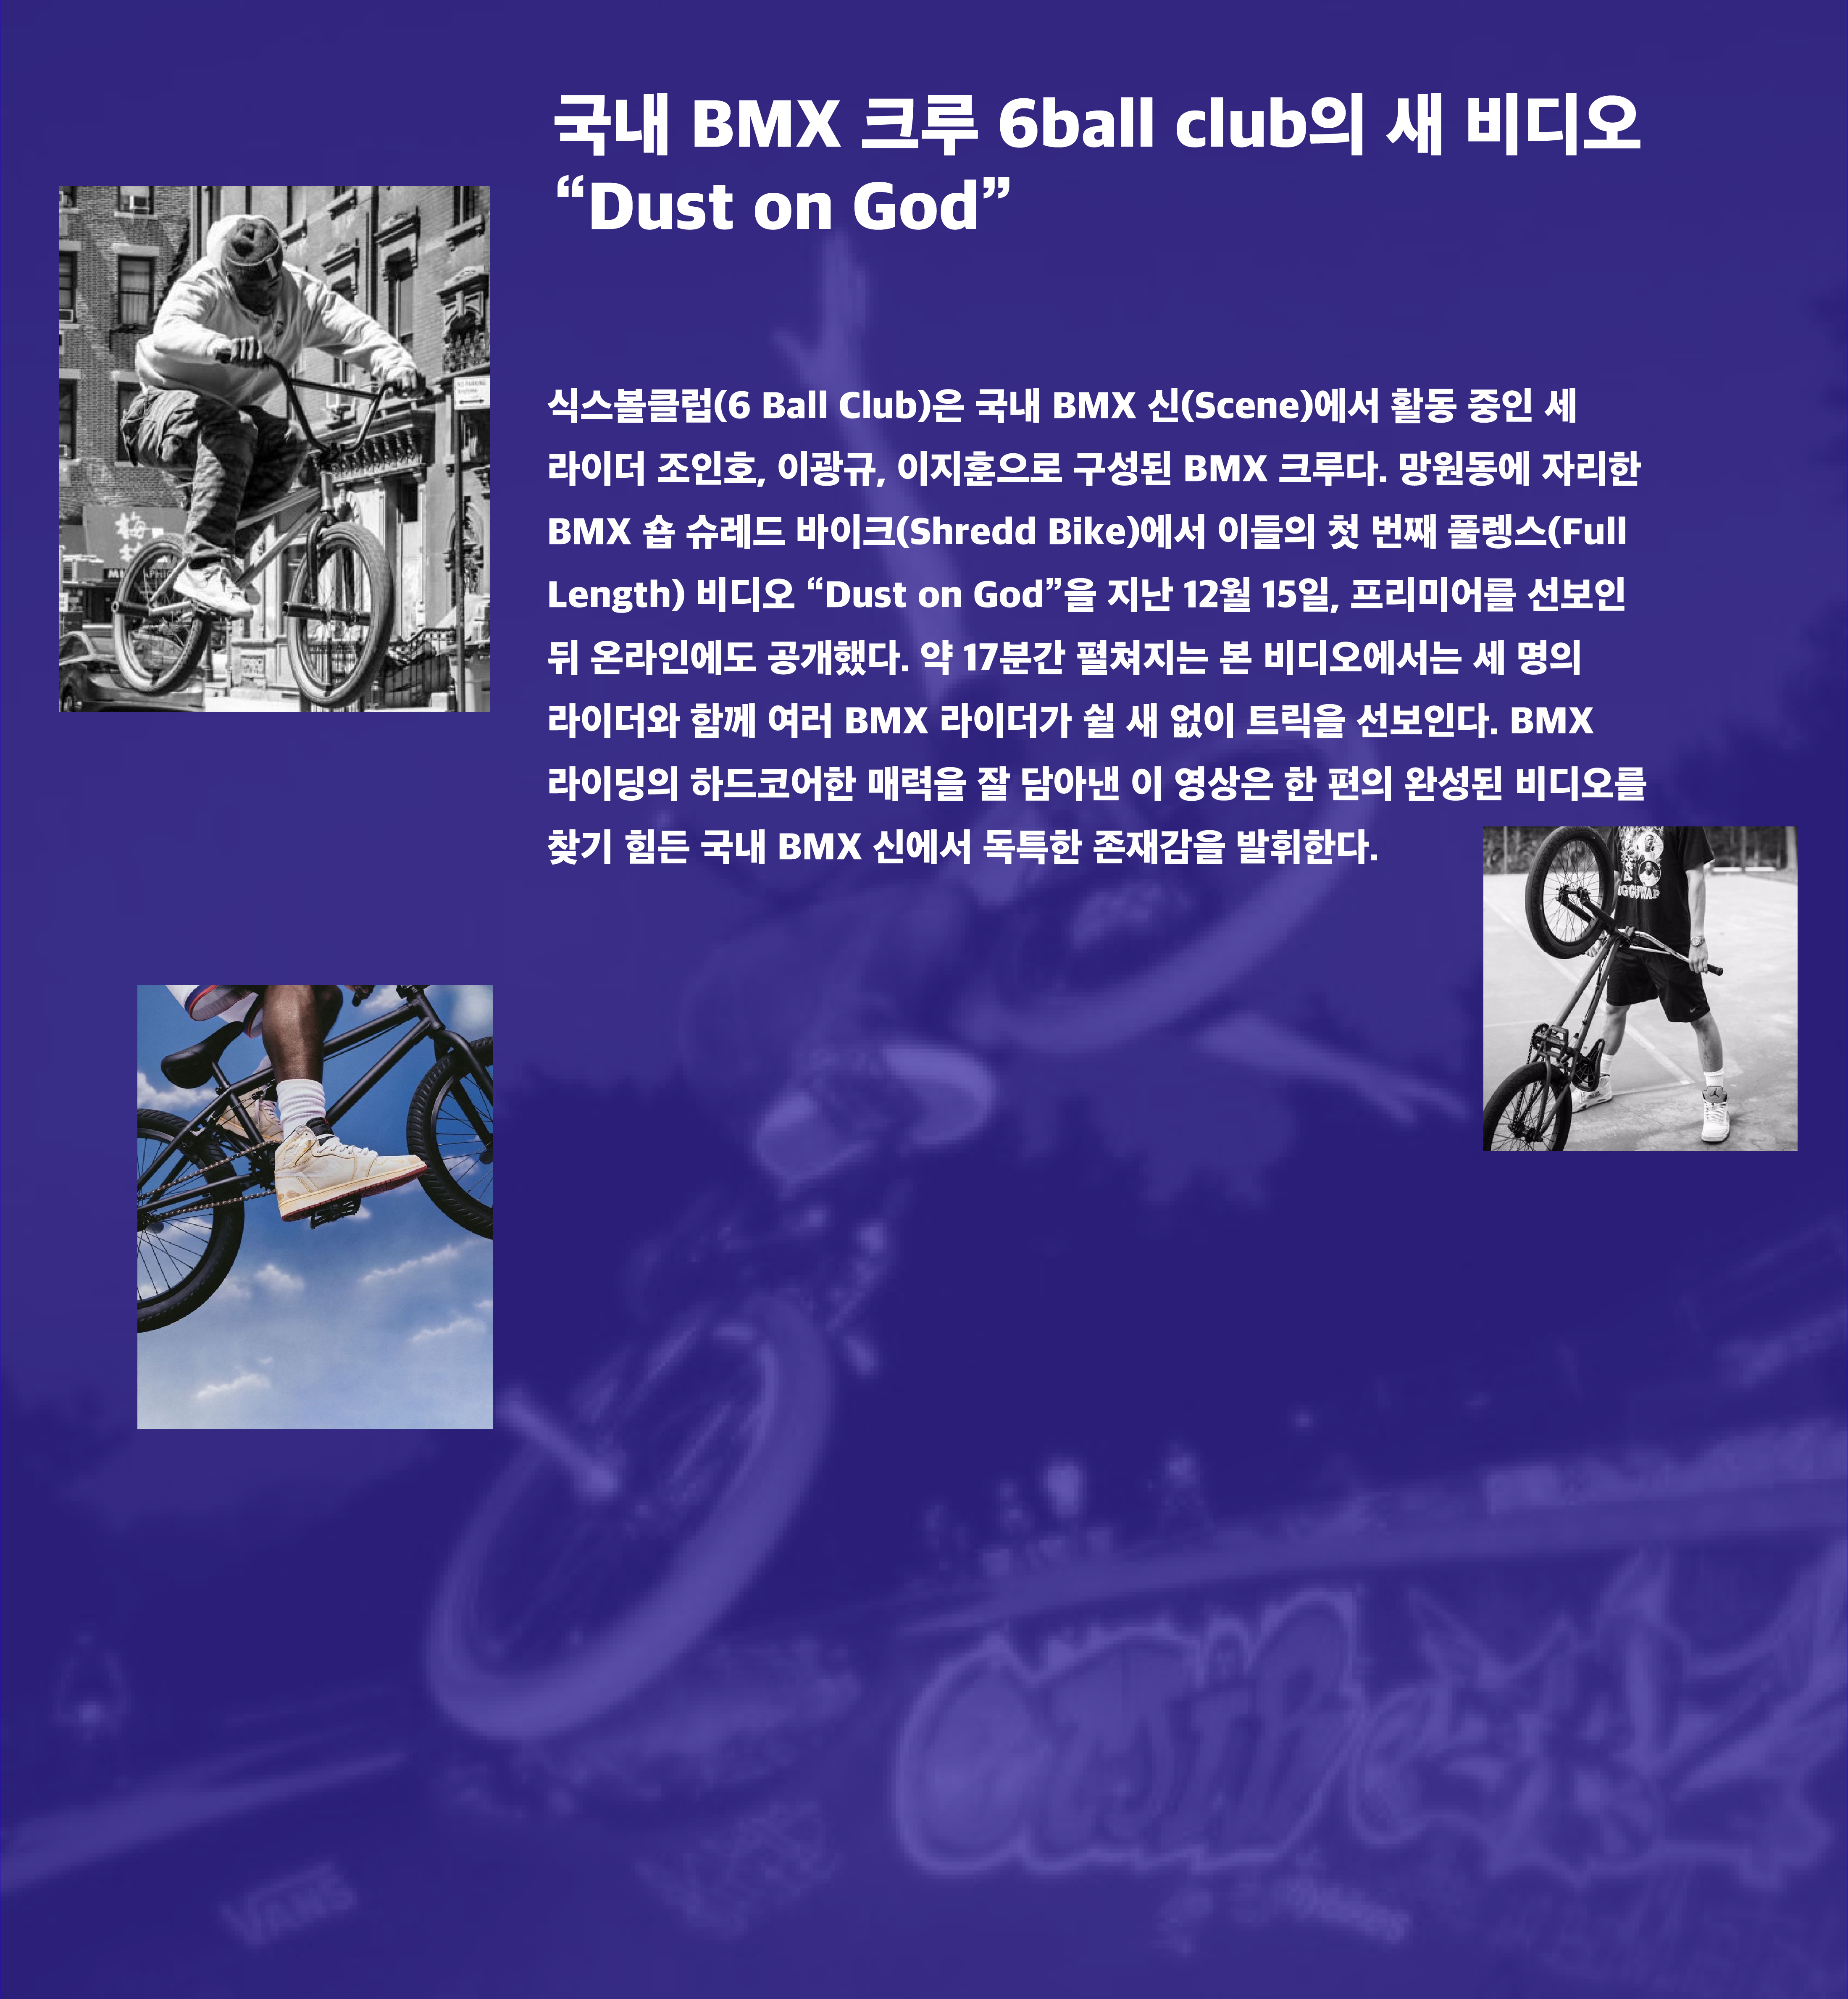 국내 BMX 크루 6ball club의 새 비디오
“Dust on God”
식스볼클럽(6 Ball Club)은 국내 BMX 신(Scene)에서 활동 중인 세
라이더 조인호, 이광규, 이지훈으로 구성된 BMX 크루다. 망원동에 자리한
BMX 숍 슈레드 바이크(Shredd Bike)에서 이들의 첫 번째 풀렝스(Full
Length) 비디오 “Dust on God”을 지난 12월 15일, 프리미어를 선보인
뒤 온라인에도 공개했다. 약 17분간 펼쳐지는 본 비디오에서는 세 명의
라이더와 함께 여러 BMX 라이더가 쉴 새 없이 트릭을 선보인다. BMX
라이딩의 하드코어한 매력을 잘 담아낸 이 영상은 한 편의 완성된 비디오를
찾기 힘든 국내 BMX 신에서 독특한 존재감을 발휘한다.
NO PARKING
梅
VANS